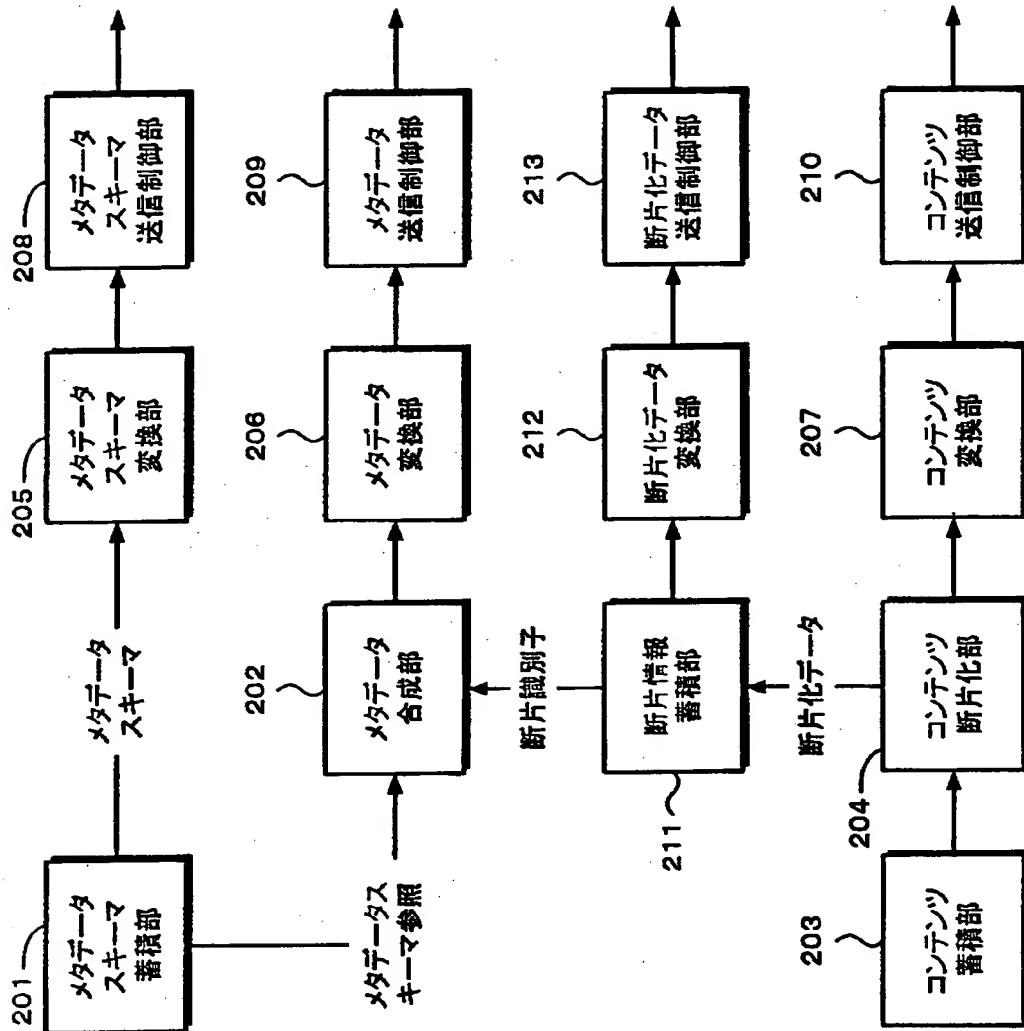 201
メタデータ
スキーマ
蓄積部
メタデータ
スキーマ
205
メタデータ
スキーマ
変換部
208
メタデータ
スキーマ
送信制御部
メタデータス
キーマ参照
202
メタデータ
合成部
206
メタデータ
変換部
209
メタデータ
送信制御部
断片識別子
211
断片情報
蓄積部
212
断片化データ
変換部
213
断片化データ
送信制御部
断片化データ
203
コンテンツ
蓄積部
204
コンテンツ
断片化部
207
コンテンツ
変換部
210
コンテンツ
送信制御部